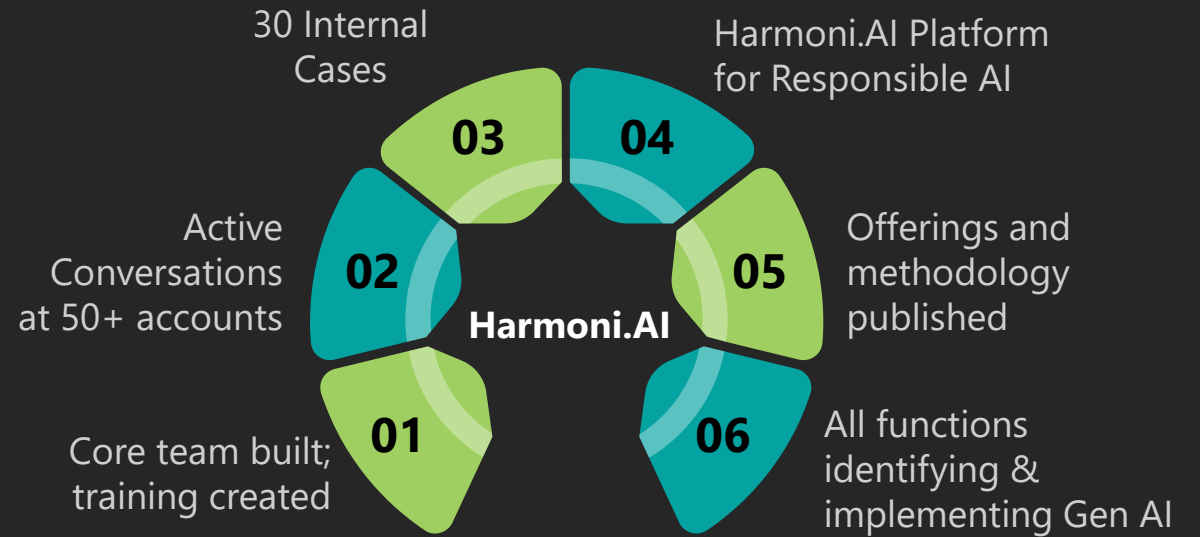 30 Internal
Cases
03
Harmoni.AI Platform
for Responsible AI
04
Active
Conversations
at 50+ accounts
02
Offerings and
methodology
published
05
Harmoni.AI
Core team built;
training created
01
All functions
identifying &
implementing Gen AI
06